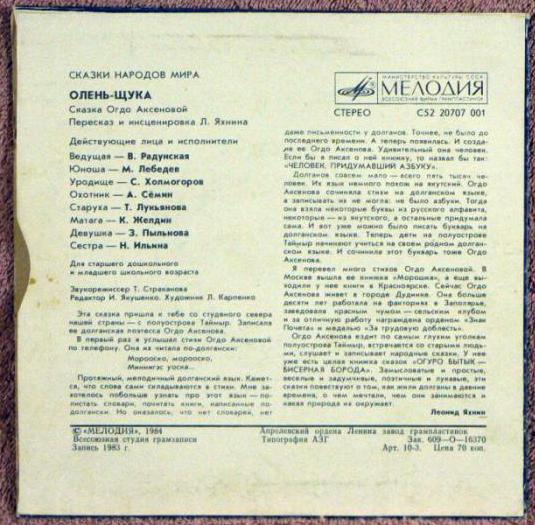 СКАЗКИ НАРОДОВ МИРА
ОЛЕНЬ-ЩУКА
Сказка Огдо Аксеновой
Пересказ и инсценировка Л. Яхнина
Действующие лица и исполнители
Ведущая — В. Радунская
Юноша — М. Лебедев
Уродище — С. Холмогоров
Охотник — А. Сёмин
Старуха — Т. Лукьянова
Матага — К. Желдин
Девушка — З. Пыльнова
Сестра — Н. Ильина
Для старшего дошкольного
и младшего школьного возраста
Звукорежиссер Т. Страканова
Редактор И. Якушенко. Художник Л. Карпенко
Эта сказка пришла к тебе со студеного севера
нашей страны — с полуострова Таймыр. Записала
ее долганская поэтесса Огдо Аксенова.
В первый раз я услышал стихи Огдо Аксеновой
по телефону. Она их читала по-долгански:
Морооско, морооско,
Миниигэс уоска...
Протяжный, мелодичный долганский язык. Кажет-
ся, что слова сами складываются в стихи. Мне за-
хотелось побольше узнать про этот язык — по-
листать словари, почитать книги, написанные по-
долгански. Но оказалось, что нет словарей, нет
МИНИСТЕРСТВО КУЛЬТУРЫ СССР
МЕЛОДИЯ
ВСЕСОЮЗНАЯ ФИРМА ГРАМПЛАСТИНОК
СТЕРЕО С52 20707 001
даже письменности у долганов. Точнее, не было до
последнего времени. А теперь появилась. И созда-
ла ее Огдо Аксенова. Удивительный она человек.
Если бы я писал о ней книжку, то назвал бы так:
«ЧЕЛОВЕК, ПРИДУМАВШИЙ АЗБУКУ».
Долганов совсем мало — всего пять тысяч че-
ловек. Их язык немного похож на якутский. Огдо
Аксенова сочиняла стихи на долганском языке,
а записывать их не могла: не было азбуки. Тогда
она взяла некоторые буквы из русского алфавита,
некоторые — из якутского, а остальные придумала
сама. И вот уже можно было писать букварь на
долганском языке. Теперь дети на полуострове
Таймыр начинают учиться на своем родном долган-
ском языке. И сочинила этот букварь тоже Огдо
Аксенова.
Я перевел много стихов Огдо Аксеновой. В
Москве вышла ее книжка «Морошка», а еще вы-
ходили у нее книги в Красноярске. Сейчас Огдо
Аксенова живет в городе Дудинке. Она больше
десяти лет работала на факториях в Заполярье,
заведовала красным чумом — сельским клубом
и за отличную работу награждена орденом «Знак
Почета» и медалью «За трудовую доблесть».
Огдо Аксенова ездит по самым глухим уголкам
полуострова Таймыр, встречается со старыми людь-
ми, слушает и записывает народные сказки. У нее
уже есть целая книжка сказок «ОГУРО БЫТЫК —
БИСЕРНАЯ БОРОДА». Замысловатые и простые,
веселые и задумчивые, поэтичные и лукавые, эти
сказки повествуют о том, как жили долганы в давние
времена, о чем мечтали, чем они занимаются и
какая природа их окружает.
Леонид Яхнин
© «МЕЛОДИЯ», 1984
Всесоюзная студия грамзаписи
Запись 1983 г.
Апрелевский ордена Ленина завод грампластинок
Типография АЗГ Зак. 609—О—16370
Арт. 10-3. Цена 70 коп.